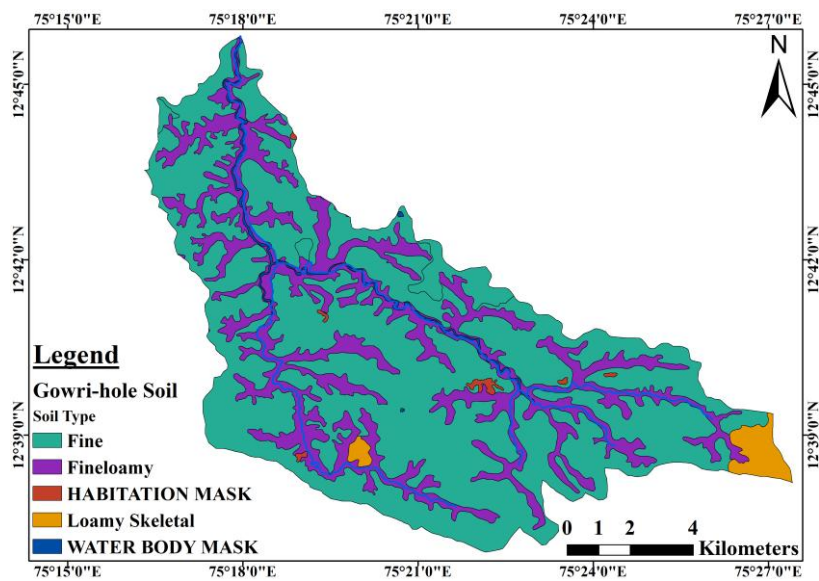 75°15'0"E 75°18'0"E 75°21'0"E 75°24'0"E 75°27'0"E
N
12°45'0"N 12°45'0"N
12°42'0"N 12°42'0"N
Legend
Gowri-hole Soil
Soil Type
Fine
12°39'0"N 12°39'0"N
Fineloamy
HABITATION MASK
Loamy Skeletal
0 1 2 4
WATER BODY MASK
Kilometers
75°15'0"E 75°18'0"E 75°21'0"E 75°24'0"E 75°27'0"E